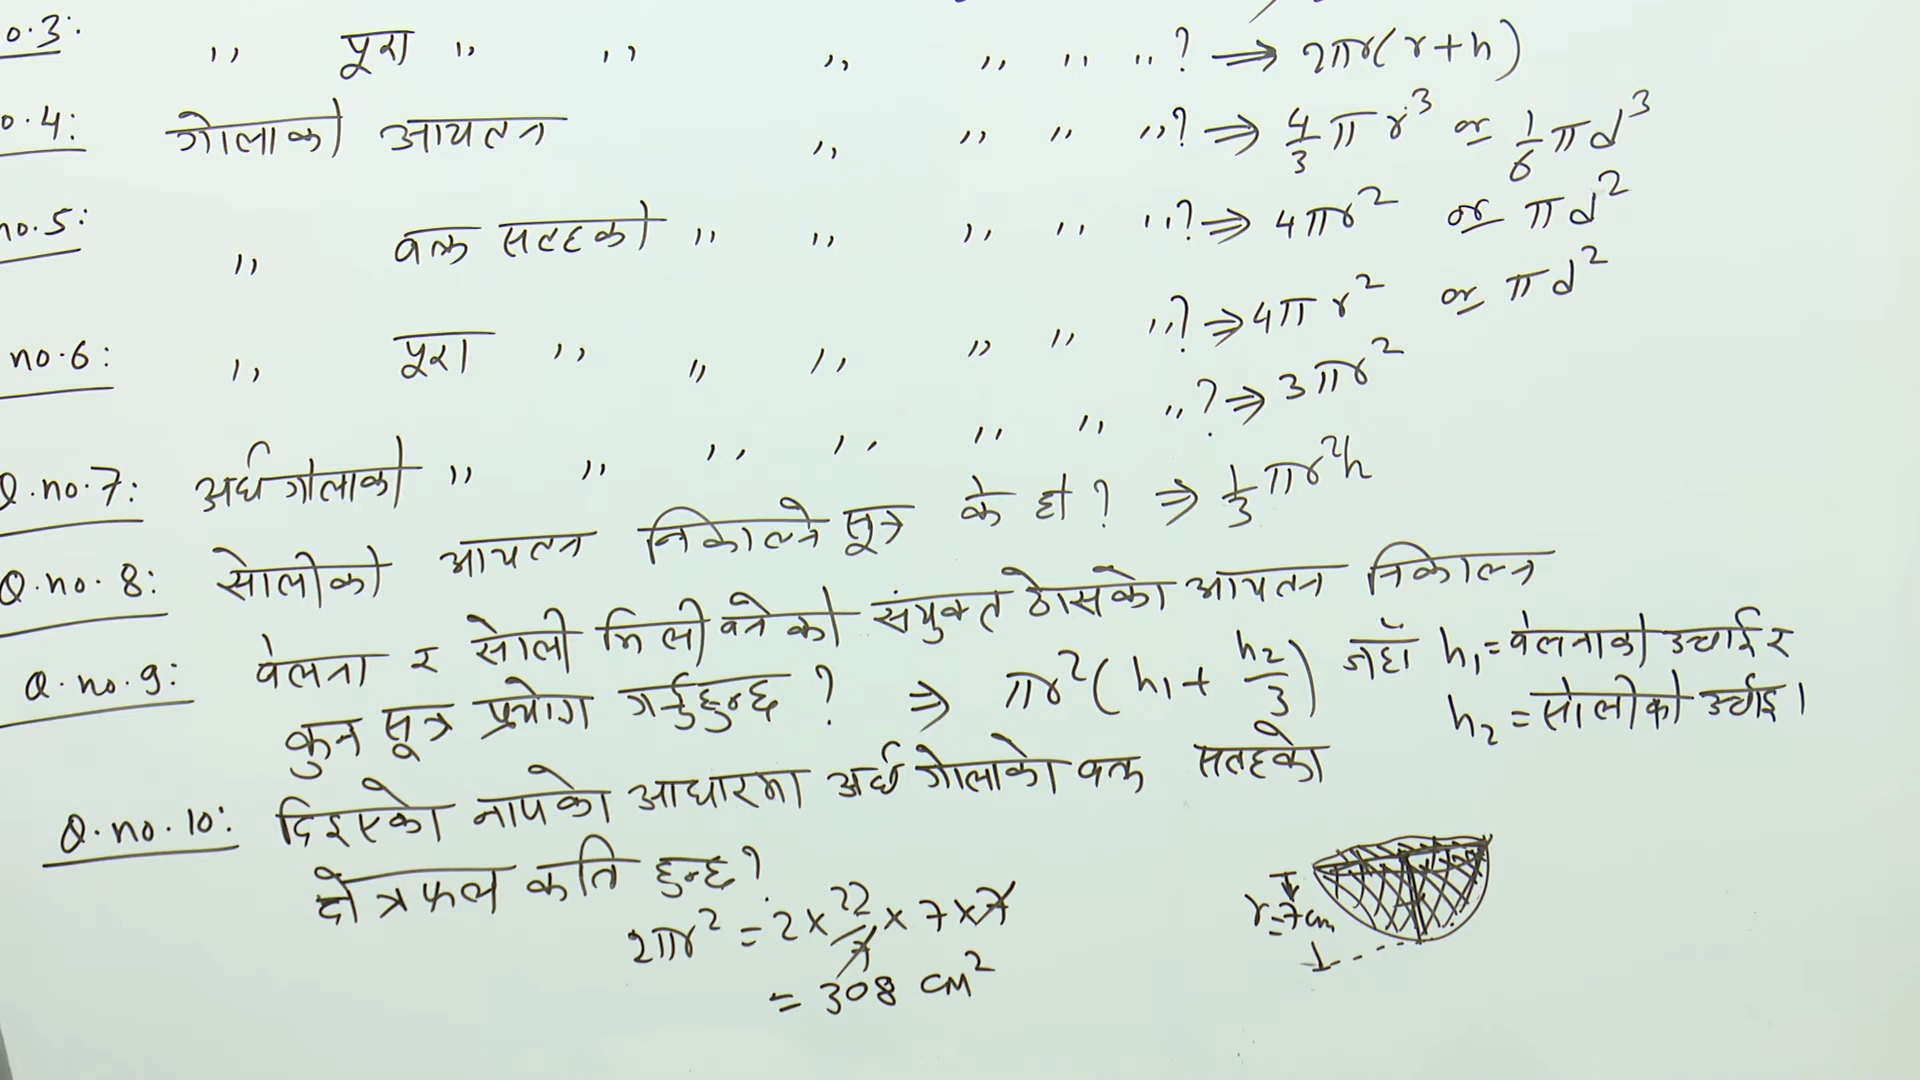 o.3: ,, पूरा ,, ,, ,, ,, ,, ,, ? ⇒ 2πr(r+h)
o.4: गोलाको आयतन ,, ,, ,, ,,? ⇒ 4/3 πr³ or 1/6 πd³
no.5: ,, वक्र सतहको ,, ,, ,, ,, ,,? ⇒ 4πr² or πd²
no.6: ,, पूरा ,, ,, ,, ,, ,, ,,? ⇒ 4πr² or πd²
Q.no.7: अर्धगोलाको ,, ,, ,, ,, ,, ,, ,,? ⇒ 3πr²
Q.no.8: सोलीको आयतन निकाल्ने सूत्र के हो? ⇒ 1/3 πr²h
Q.no.9: वेलना र सोली मिली बनेको संयुक्त ठोसको आयतन निकाल्न
कुन सूत्र प्रयोग गर्नुहुन्छ? ⇒ πr²(h₁ + h₂/3) जहाँ h₁ = वेलनाको उचाई र
h₂ = सोलीको उचाई।
Q.no.10: दिइएको नापको आधारमा अर्धगोलाको वक्र सतहको
क्षेत्रफल कति हुन्छ?
2πr² = 2 × 22/7 × 7 × 7
= 308 cm²
r=7cm